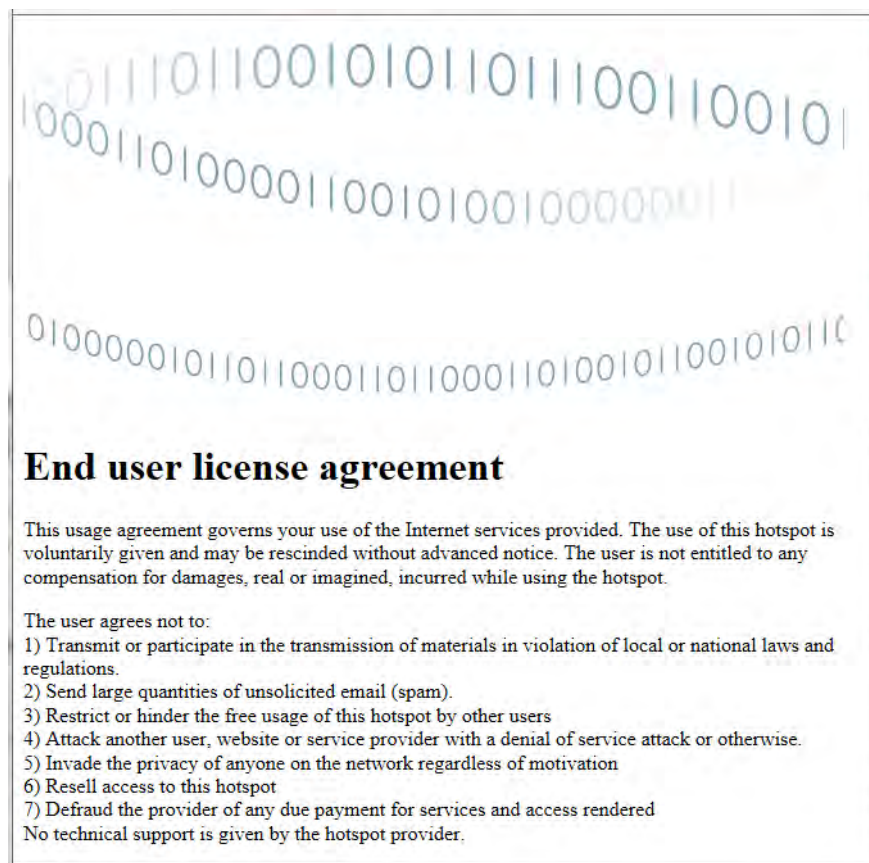 End user license agreement
This usage agreement governs your use of the Internet services provided. The use of this hotspot is
voluntarily given and may be rescinded without advanced notice. The user is not entitled to any
compensation for damages, real or imagined, incurred while using the hotspot.
The user agrees not to:
1) Transmit or participate in the transmission of materials in violation of local or national laws and
regulations.
2) Send large quantities of unsolicited email (spam).
3) Restrict or hinder the free usage of this hotspot by other users
4) Attack another user, website or service provider with a denial of service attack or otherwise.
5) Invade the privacy of anyone on the network regardless of motivation
6) Resell access to this hotspot
7) Defraud the provider of any due payment for services and access rendered
No technical support is given by the hotspot provider.